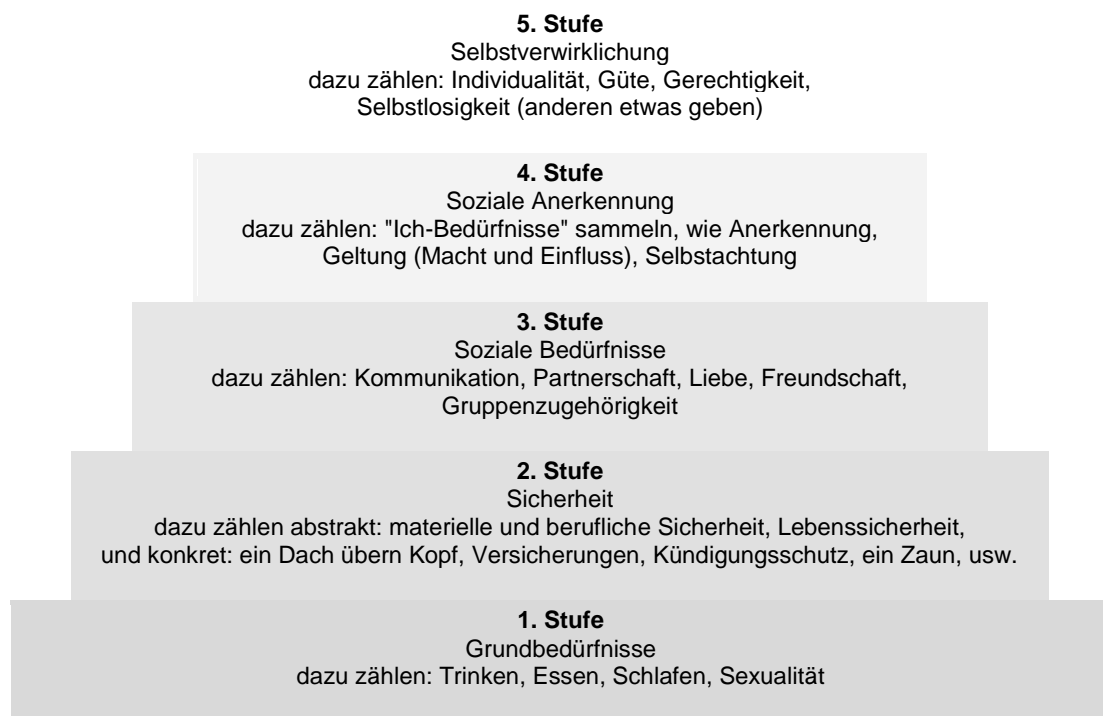 5. Stufe
Selbstverwirklichung
dazu zählen: Individualität, Güte, Gerechtigkeit,
Selbstlosigkeit (anderen etwas geben)
4. Stufe
Soziale Anerkennung
dazu zählen: "Ich-Bedürfnisse" sammeln, wie Anerkennung,
Geltung (Macht und Einfluss), Selbstachtung
3. Stufe
Soziale Bedürfnisse
dazu zählen: Kommunikation, Partnerschaft, Liebe, Freundschaft,
Gruppenzugehörigkeit
2. Stufe
Sicherheit
dazu zählen abstrakt: materielle und berufliche Sicherheit, Lebenssicherheit,
und konkret: ein Dach übern Kopf, Versicherungen, Kündigungsschutz, ein Zaun, usw.
1. Stufe
Grundbedürfnisse
dazu zählen: Trinken, Essen, Schlafen, Sexualität